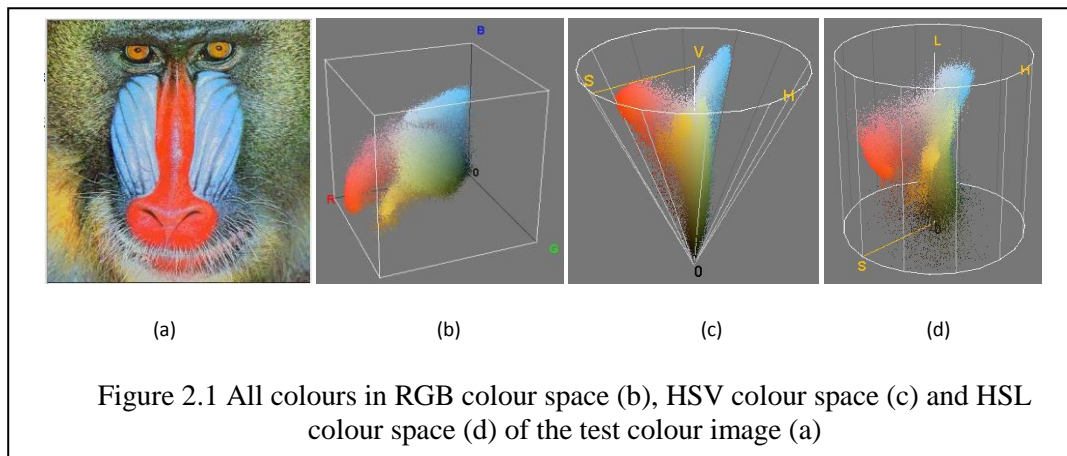 B
R
0
G
S
V
H
0
L
H
0
S
(a)
(b)
(c)
(d)
Figure 2.1 All colours in RGB colour space (b), HSV colour space (c) and HSL
colour space (d) of the test colour image (a)